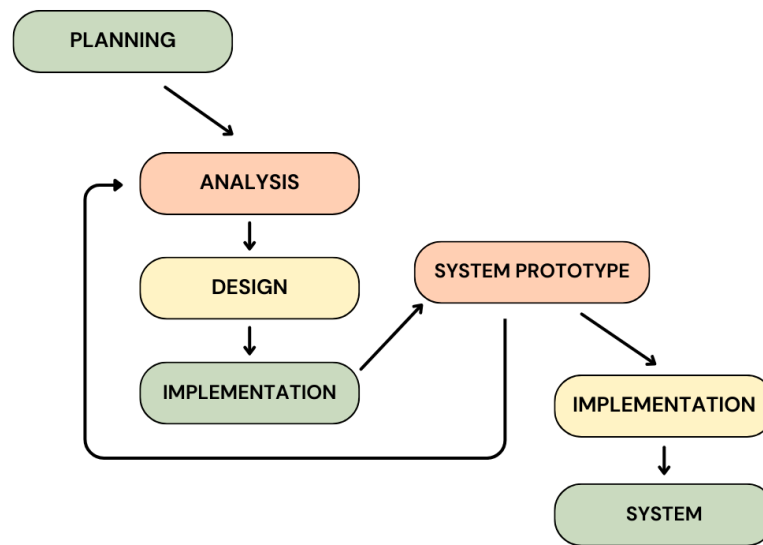 PLANNING
ANALYSIS
DESIGN
IMPLEMENTATION
SYSTEM PROTOTYPE
IMPLEMENTATION
SYSTEM